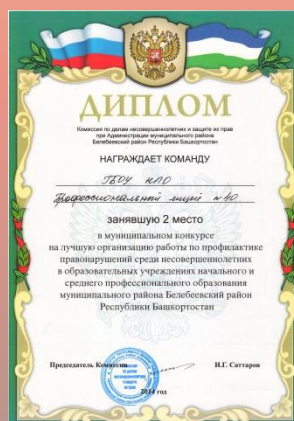 ДИПЛОМ
Комиссия по делам несовершеннолетних и защите их прав
при Администрации муниципального района
Белебеевский район Республики Башкортостан
НАГРАЖДАЕТ КОМАНДУ
ГБОУ НПО
Профессиональный лицей №40
занявшую 2 место
в муниципальном конкурсе
на лучшую организацию работы по профилактике
правонарушений среди несовершеннолетних
в образовательных учреждениях начального и
среднего профессионального образования
муниципального района Белебеевский район
Республики Башкортостан
Председатель Комиссии И.Г. Саттаров
2014 год